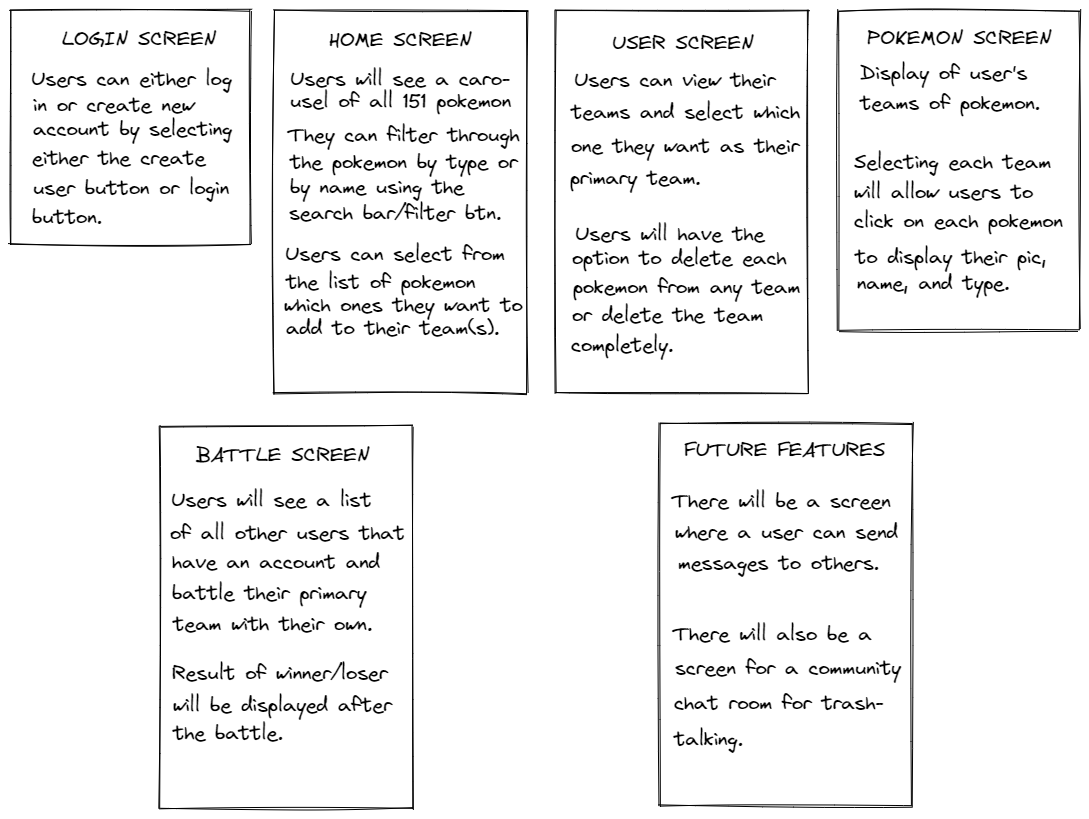 LOGIN SCREEN
Users can either log
in or create new
account by selecting
either the create
user button or login
button.
HOME SCREEN
Users will see a caro-
usel of all 151 pokemon
They can filter through
the pokemon by type or
by name using the
search bar/filter btn.
Users can select from
the list of pokemon
which ones they want to
add to their team(s).
USER SCREEN
Users can view their
teams and select which
one they want as their
primary team.
Users will have the
option to delete each
pokemon from any team
or delete the team
completely.
POKEMON SCREEN
Display of user's
teams of pokemon.
Selecting each team
will allow users to
click on each pokemon
to display their pic,
name, and type.
BATTLE SCREEN
Users will see a list
of all other users that
have an account and
battle their primary
team with their own.
Result of winner/loser
will be displayed after
the battle.
FUTURE FEATURES
There will be a screen
where a user can send
messages to others.
There will also be a
screen for a community
chat room for trash-
talking.